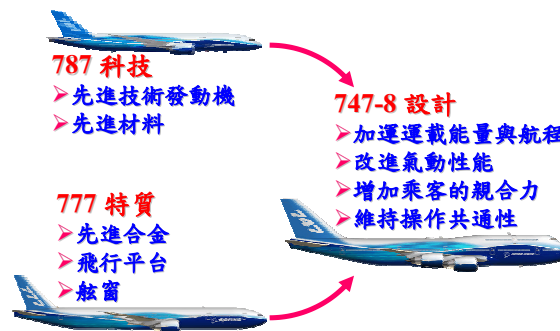 787 科技
➢先進技術發動機
➢先進材料
747-8 設計
➢加運運載能量與航程
➢改進氣動性能
➢增加乘客的親合力
➢維持操作共通性
777 特質
➢先進合金
➢飛行平台
➢舷窗
747
777
BOEING